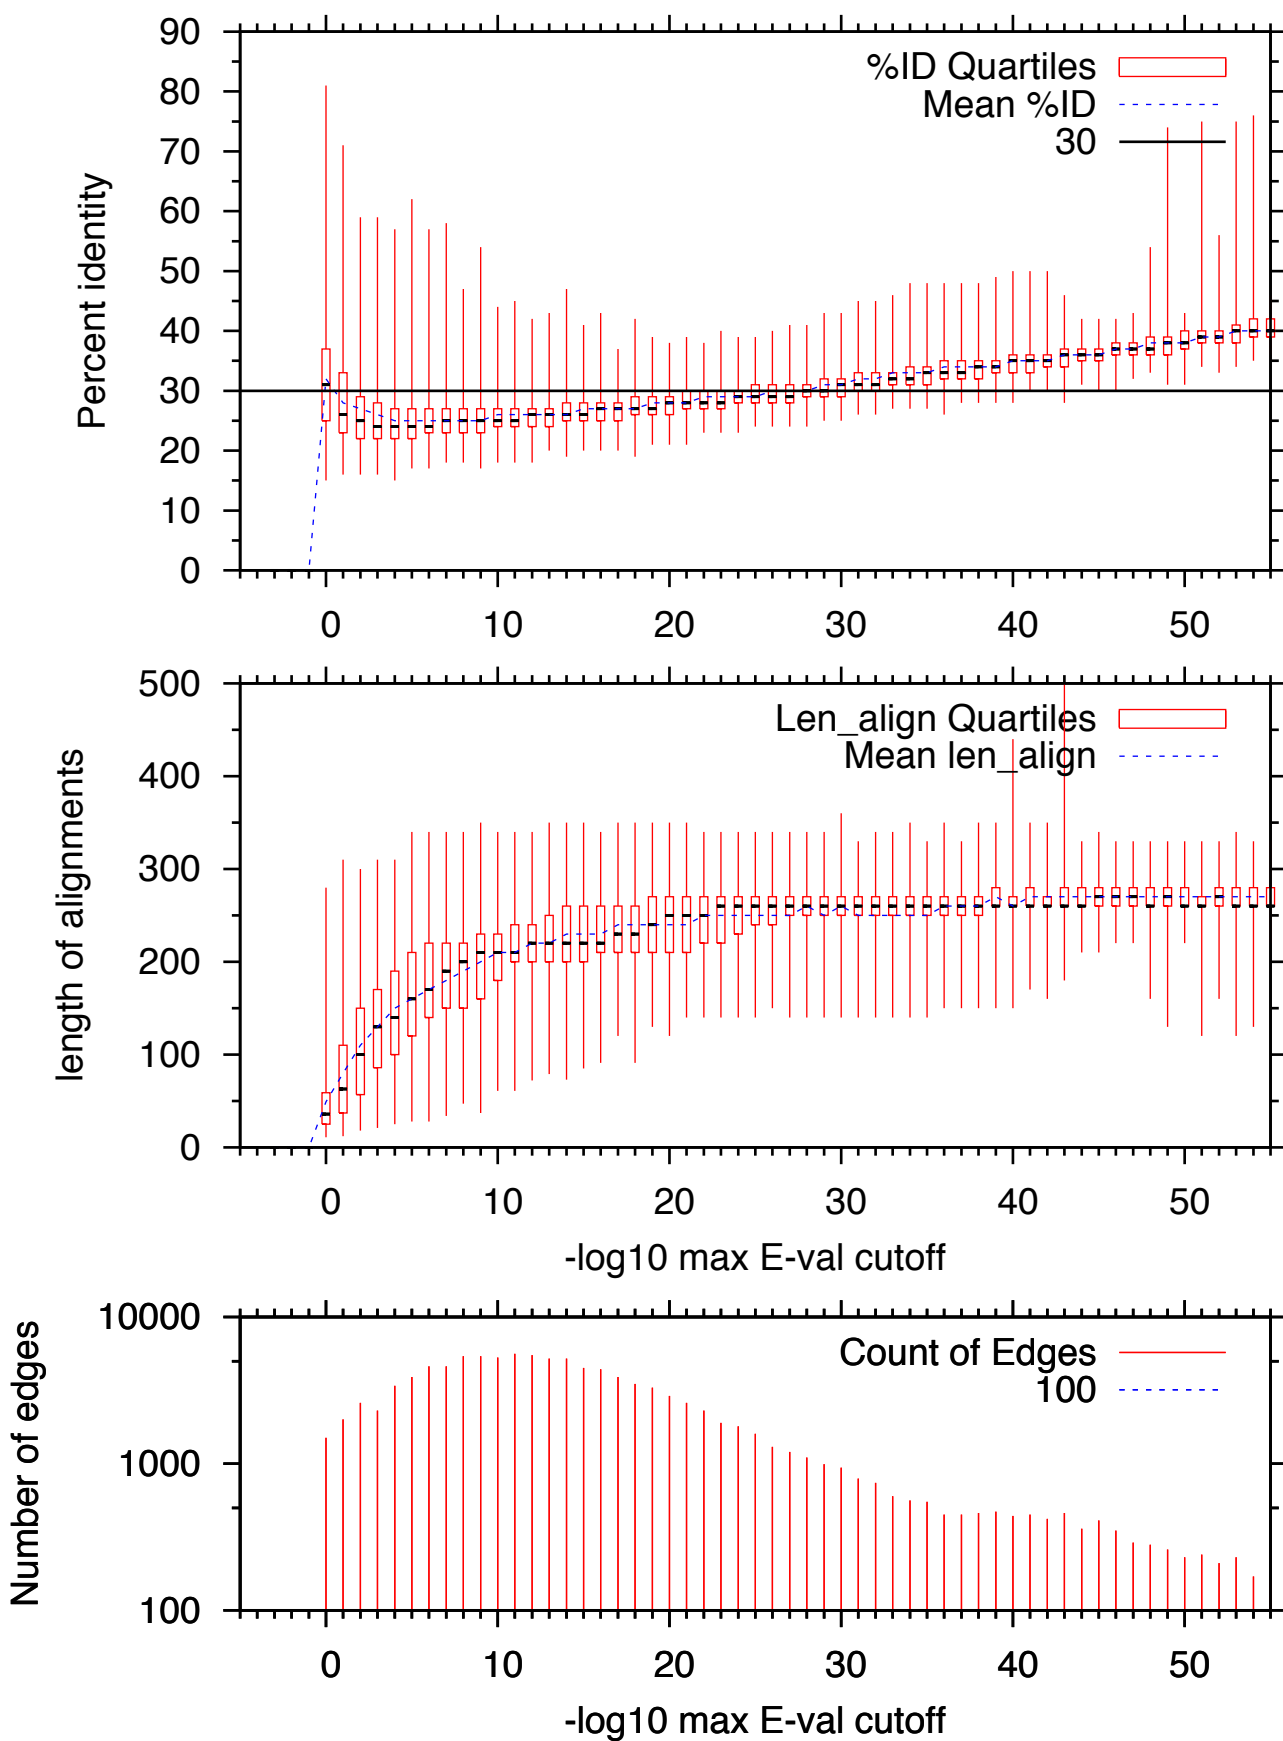 90
80
70
60
50
40
30
20
10
0
Percent identity
%ID Quartiles
Mean %ID
30
0 10 20 30 40 50
500
400
300
200
100
0
length of alignments
Len_align Quartiles
Mean len_align
0 10 20 30 40 50
-log10 max E-val cutoff
10000
1000
100
Number of edges
Count of Edges
100
0 10 20 30 40 50
-log10 max E-val cutoff